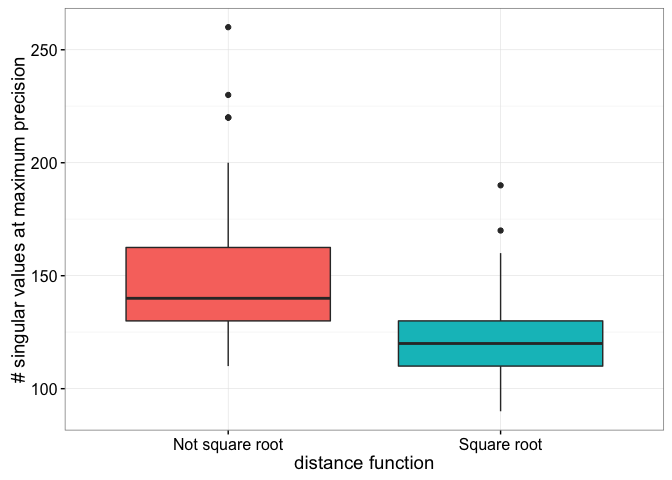 # singular values at maximum precision
250
200
150
100
Not square root
Square root
distance function